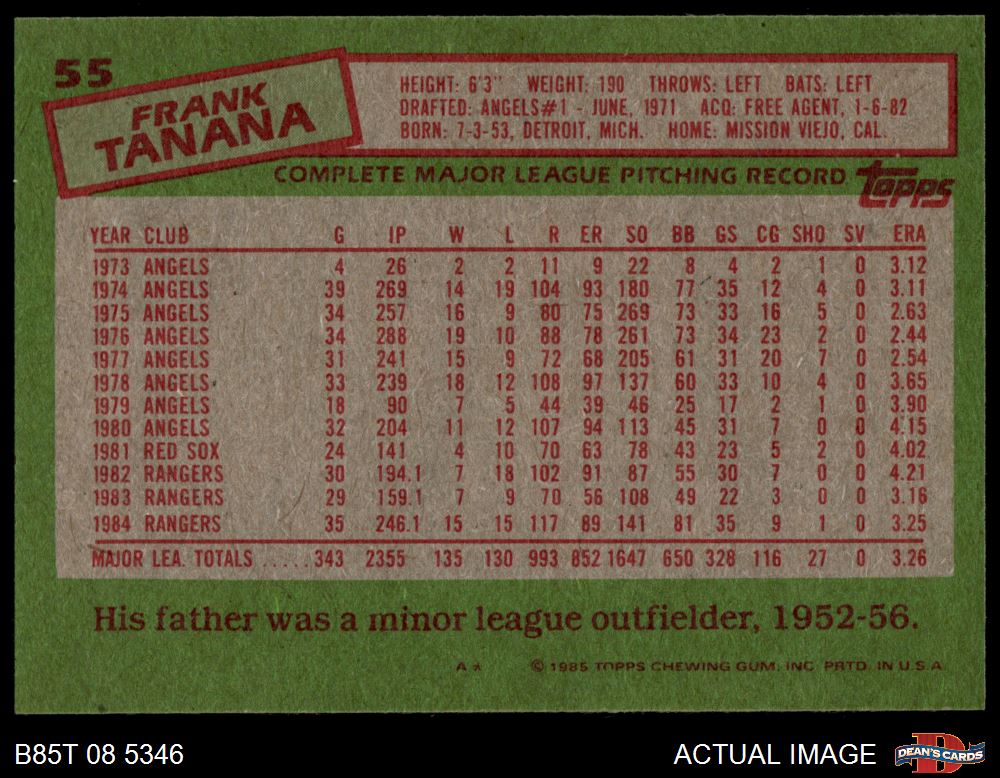 55
FRANK
TANANA
HEIGHT: 6'3" WEIGHT: 190 THROWS: LEFT BATS: LEFT
DRAFTED: ANGELS#1 - JUNE, 1971 ACQ: FREE AGENT, 1-6-82
BORN: 7-3-53, DETROIT, MICH. HOME: MISSION VIEJO, CAL.
COMPLETE MAJOR LEAGUE PITCHING RECORD topps
YEAR CLUB G IP W L R ER SO BB GS CG SHO SV ERA
1973 ANGELS 4 26 2 2 11 9 22 8 4 2 1 0 3.12
1974 ANGELS 39 269 14 19 104 93 180 77 35 12 4 0 3.11
1975 ANGELS 34 257 16 9 80 75 269 73 33 16 5 0 2.63
1976 ANGELS 34 288 19 10 88 78 261 73 34 23 2 0 2.44
1977 ANGELS 31 241 15 9 72 68 205 61 31 20 7 0 2.54
1978 ANGELS 33 239 18 12 108 97 137 60 33 10 4 0 3.65
1979 ANGELS 18 90 7 5 44 39 46 25 17 2 1 0 3.90
1980 ANGELS 32 204 11 12 107 94 113 45 31 7 0 0 4.15
1981 RED SOX 24 141 4 10 70 63 78 43 23 5 2 0 4.02
1982 RANGERS 30 194.1 7 18 102 91 87 55 30 7 0 0 4.21
1983 RANGERS 29 159.1 7 9 70 56 108 49 22 3 0 0 3.16
1984 RANGERS 35 246.1 15 15 117 89 141 81 35 9 1 0 3.25
MAJOR LEA. TOTALS .....343 2355 135 130 993 852 1647 650 328 116 27 0 3.26
His father was a minor league outfielder, 1952-56.
A* © 1985 TOPPS CHEWING GUM, INC. PRTD. IN U.S.A.
B85T 08 5346 ACTUAL IMAGE D DEAN'S CARDS